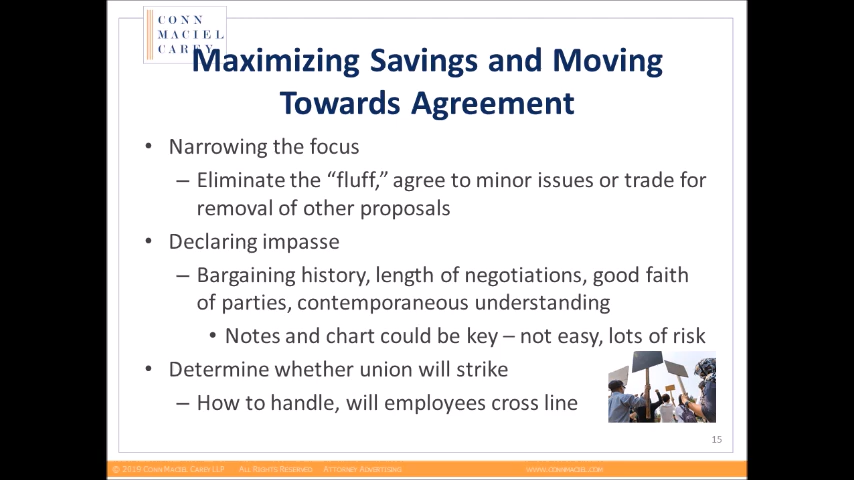 CONN
MACIEL
CAREY
Maximizing Savings and Moving
Towards Agreement
• Narrowing the focus
– Eliminate the “fluff,” agree to minor issues or trade for
removal of other proposals
• Declaring impasse
– Bargaining history, length of negotiations, good faith
of parties, contemporaneous understanding
• Notes and chart could be key – not easy, lots of risk
• Determine whether union will strike
– How to handle, will employees cross line
15
© 2019 CONN MACIEL CAREY LLP ALL RIGHTS RESERVED ATTORNEY ADVERTISING WWW.CONNMACIEL.COM